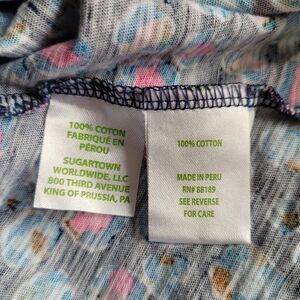 100% COTON
FABRIQUÉ EN
PÉROU
SUGARTOWN
WORLDWIDE, LLC
800 THIRD AVENUE
KING OF PRUSSIA, PA
100% COTTON
MADE IN PERU
RN# 88189
SEE REVERSE
FOR CARE